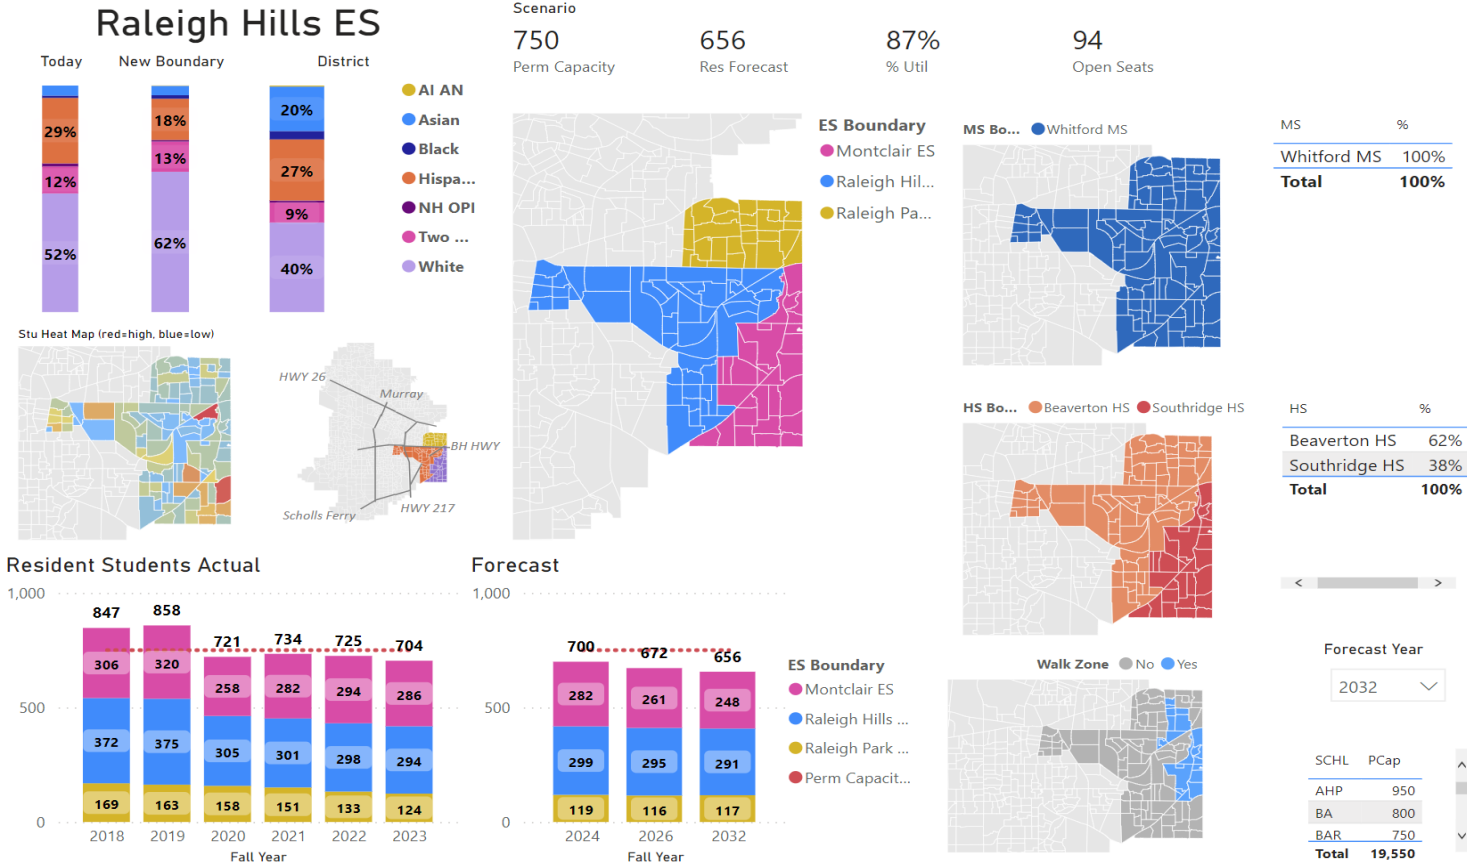 Raleigh Hills ES
Scenario
750
Perm Capacity
656
Res Forecast
87%
% Util
94
Open Seats
Today
New Boundary
District
29%
12%
52%
18%
13%
62%
20%
27%
9%
40%
AI AN
Asian
Black
Hispa...
NH OPI
Two ...
White
ES Boundary
Montclair ES
Raleigh Hil...
Raleigh Pa...
MS Bo...
Whitford MS
MS %
Whitford MS 100%
Total 100%
Stu Heat Map (red=high, blue=low)
HWY 26
Murray
BH HWY
HWY 217
Scholls Ferry
HS Bo...
Beaverton HS
Southridge HS
HS %
Beaverton HS 62%
Southridge HS 38%
Total 100%
Resident Students Actual
1,000
500
0
847
306
372
169
858
320
375
163
721
258
305
158
734
282
301
151
725
294
298
133
704
286
294
124
2018 2019 2020 2021 2022 2023
Fall Year
Forecast
1,000
500
0
700
282
299
119
672
261
295
116
656
248
291
117
2024 2026 2032
Fall Year
ES Boundary
Montclair ES
Raleigh Hills ...
Raleigh Park ...
Perm Capacit...
Walk Zone
No
Yes
Forecast Year
2032
SCHL PCap
AHP 950
BA 800
BAR 750
Total 19,550